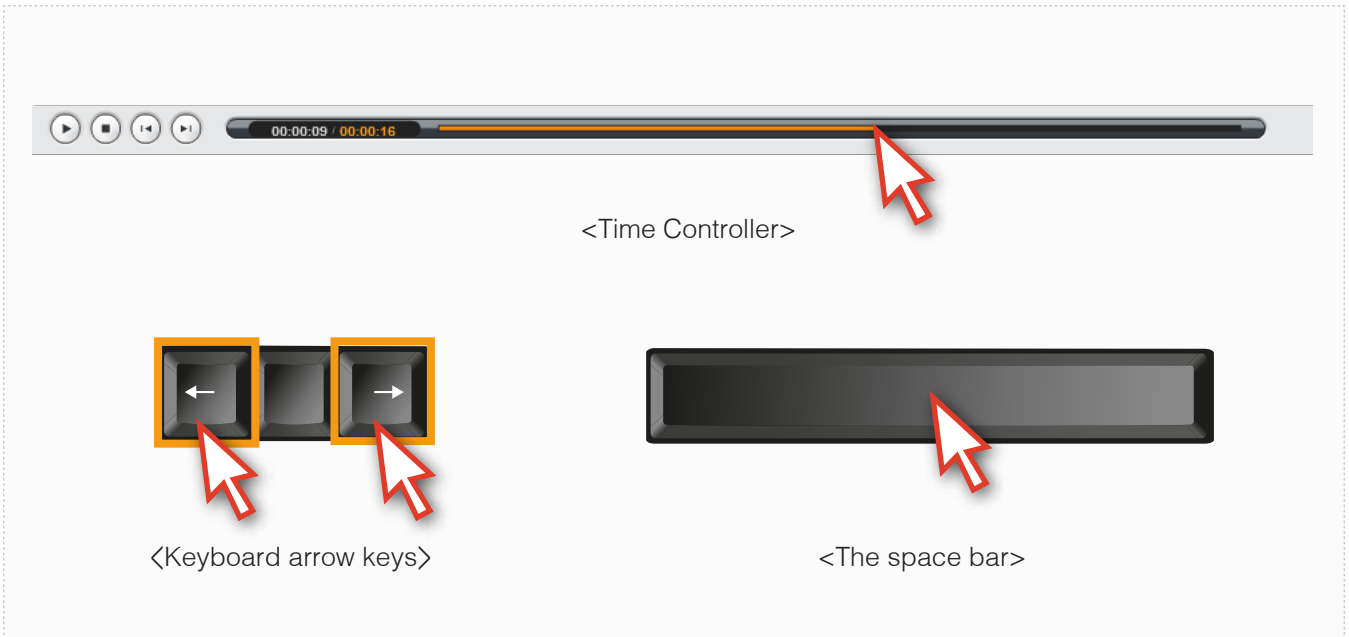 00:00:09 / 00:00:16
<Time Controller>
〈Keyboard arrow keys〉
<The space bar>